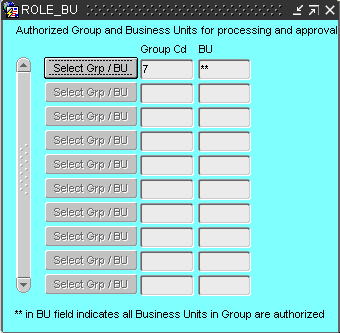 ROLE_BU
Authorized Group and Business Units for processing and approval
Group Cd BU
Select Grp / BU 7 **
Select Grp / BU
Select Grp / BU
Select Grp / BU
Select Grp / BU
Select Grp / BU
Select Grp / BU
Select Grp / BU
Select Grp / BU
Select Grp / BU
** in BU field indicates all Business Units in Group are authorized